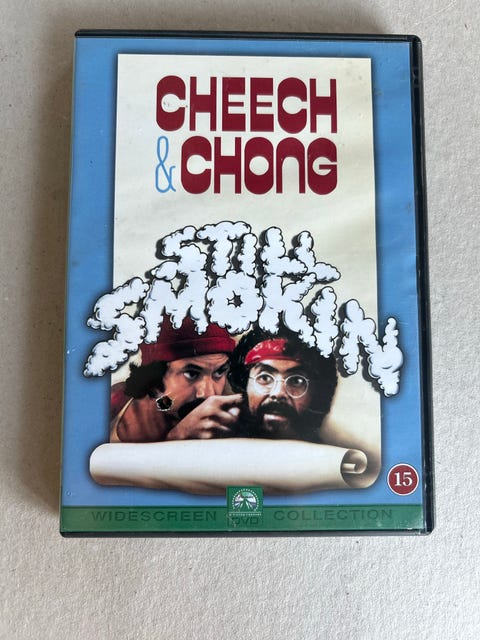 CHEECH
& CHONG
STILL
SMOKIN
15
WIDESCREEN DVD COLLECTION